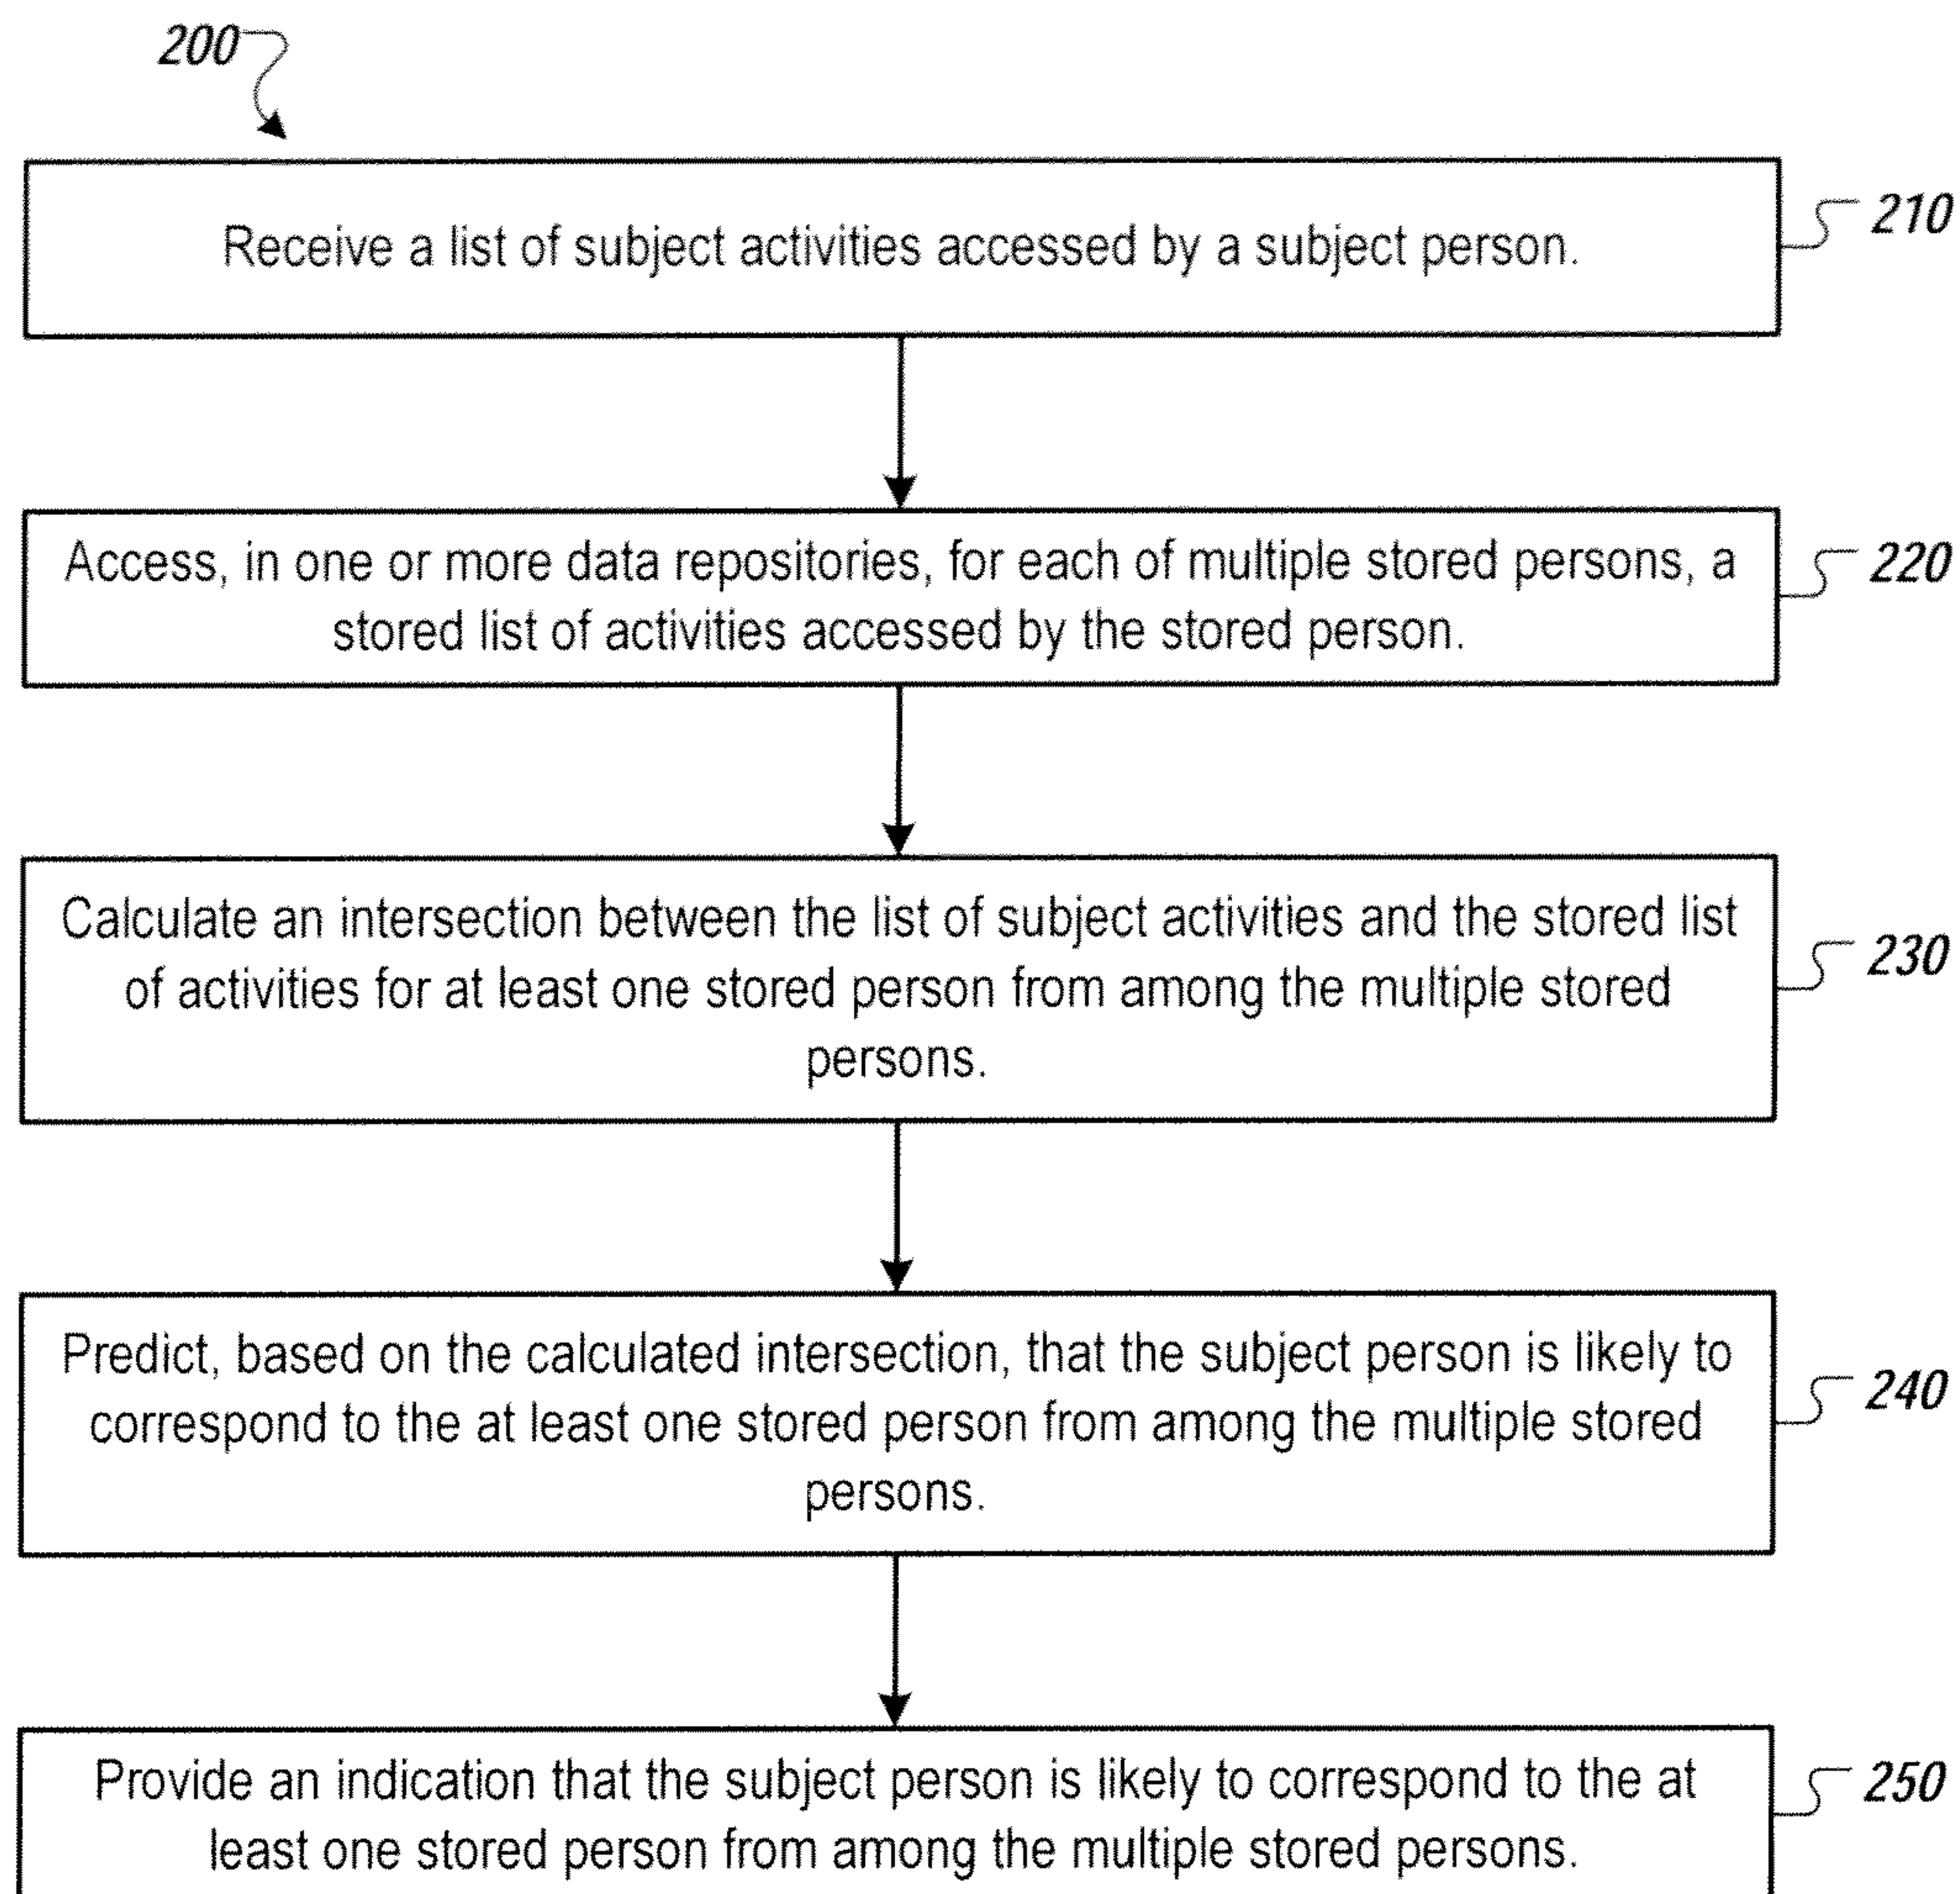 200
Receive a list of subject activities accessed by a subject person.
210
Access, in one or more data repositories, for each of multiple stored persons, a
stored list of activities accessed by the stored person.
220
Calculate an intersection between the list of subject activities and the stored list
of activities for at least one stored person from among the multiple stored
persons.
230
Predict, based on the calculated intersection, that the subject person is likely to
correspond to the at least one stored person from among the multiple stored
persons.
240
Provide an indication that the subject person is likely to correspond to the at
least one stored person from among the multiple stored persons.
250